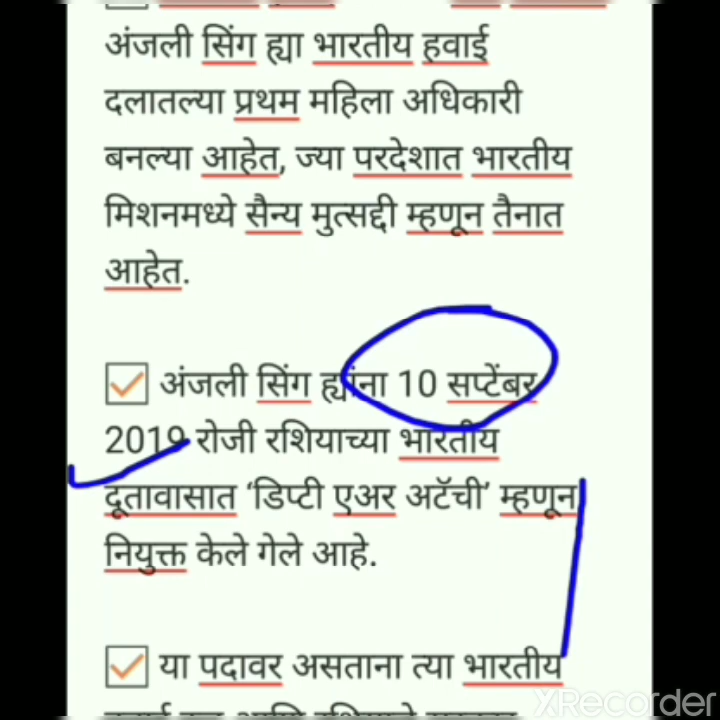 अंजली सिंग ह्या भारतीय हवाई
दलातल्या प्रथम महिला अधिकारी
बनल्या आहेत, ज्या परदेशात भारतीय
मिशनमध्ये सैन्य मुत्सद्दी म्हणून तैनात
आहेत.
अंजली सिंग ह्यांना 10 सप्टेंबर
2019 रोजी रशियाच्या भारतीय
दूतावासात ‘डिप्टी एअर अटॅची’ म्हणून
नियुक्त केले गेले आहे.
या पदावर असताना त्या भारतीय
XRecorder